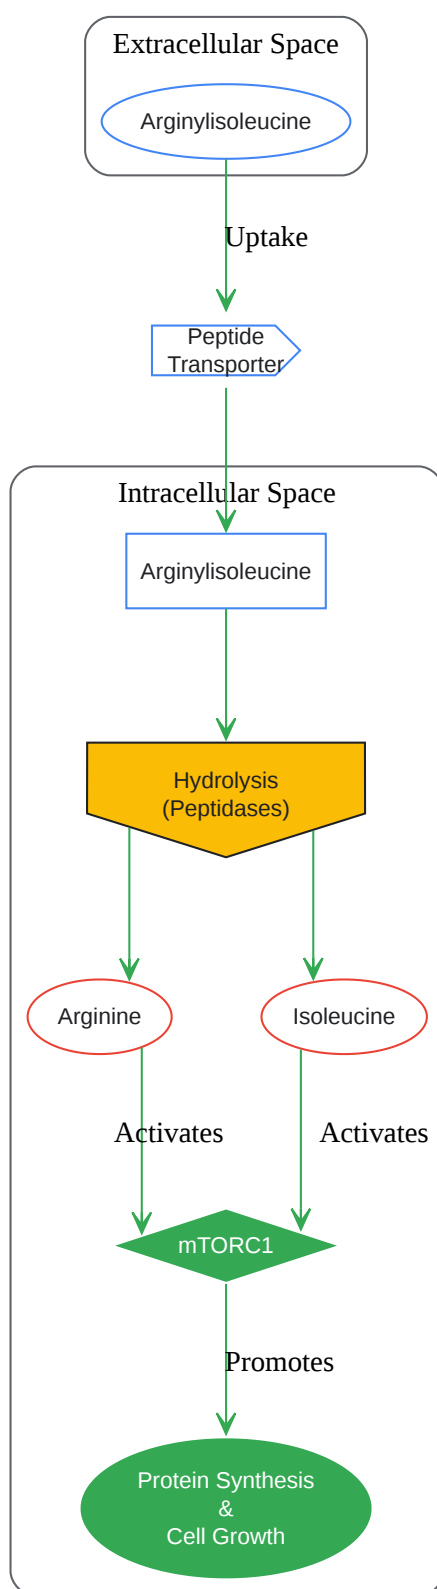 Extracellular Space
Arginylisoleucine
Uptake
Peptide
Transporter
Intracellular Space
Arginylisoleucine
Hydrolysis
(Peptidases)
Arginine
Isoleucine
Activates
Activates
mTORC1
Promotes
Protein Synthesis
&
Cell Growth